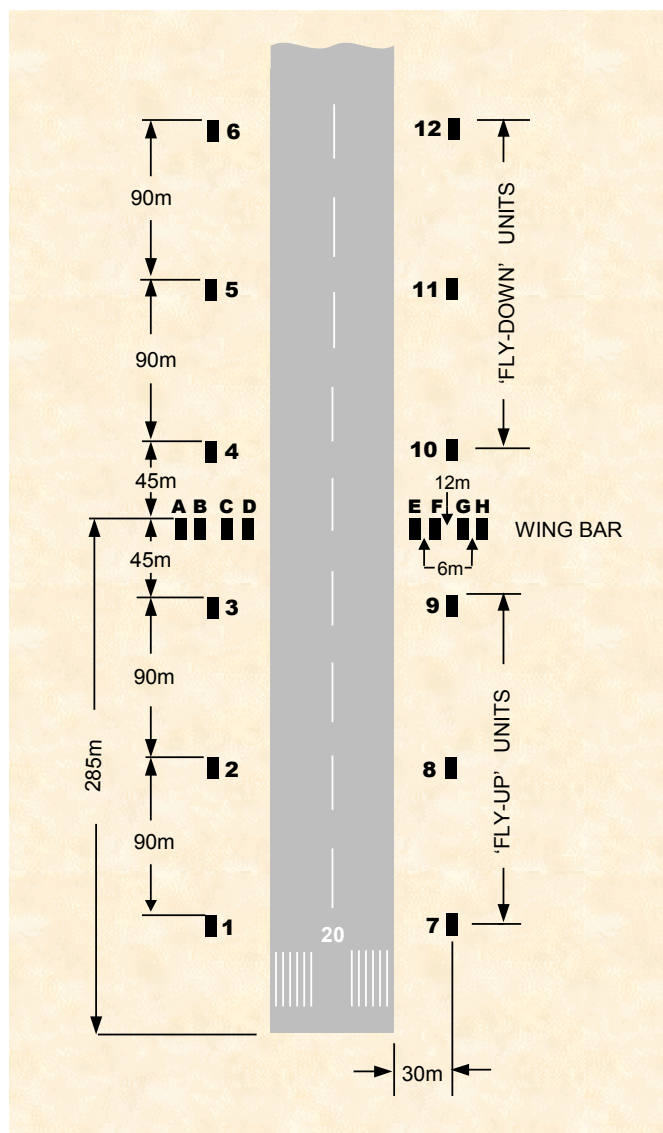 6
12
90m
'FLY-DOWN' UNITS
5
11
90m
4
10
45m
12m
A B C D
E F G H
WING BAR
45m
6m
3
9
90m
'FLY-UP' UNITS
285m
2
8
90m
1
7
20
30m